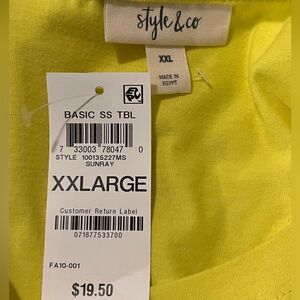 style & co
XXL
MADE IN
EGYPT
BASIC SS TBL
7 33003 78047 0
STYLE 100135227MS
SUNRAY
XXLARGE
Customer Return Label
071877533700
FA10-001
$19.50